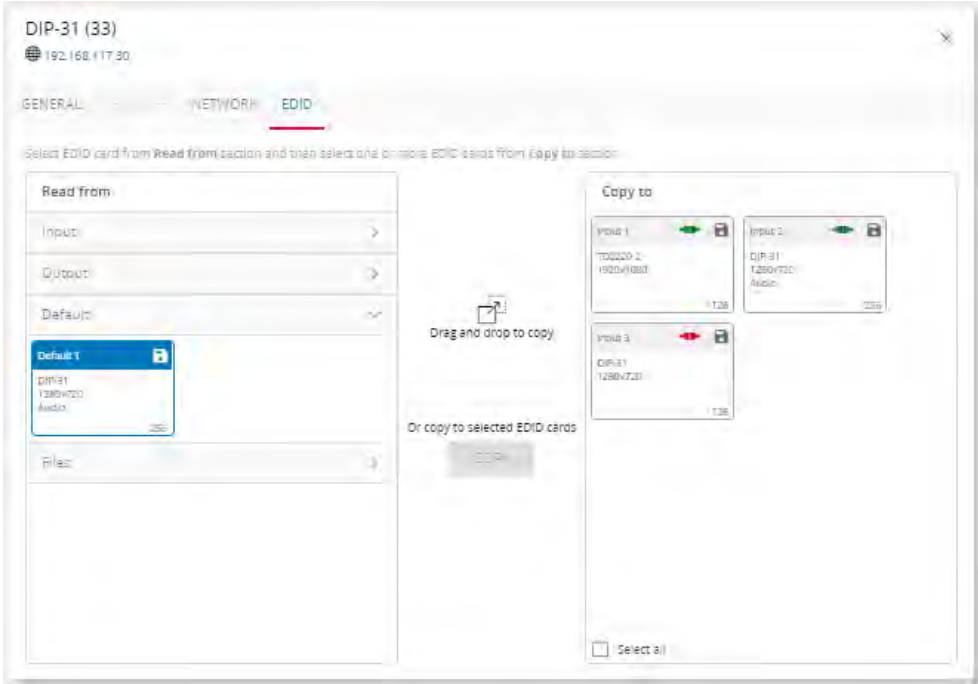 DIP-31 (33)
192.168.117.30
GENERAL NETWORK EDID
Select EDID card from Read from section and then select one or more EDID cards from Copy to section
Read from
Input
Output
Default
Default 1
DIP-31
1280x720
Audio
256
Files
Drag and drop to copy
Or copy to selected EDID cards
COPY
Copy to
Input 1
1920x1080
128
Input 2
DIP-31
1280x720
Audio
256
Input 3
DIP-31
1280x720
128
Select all